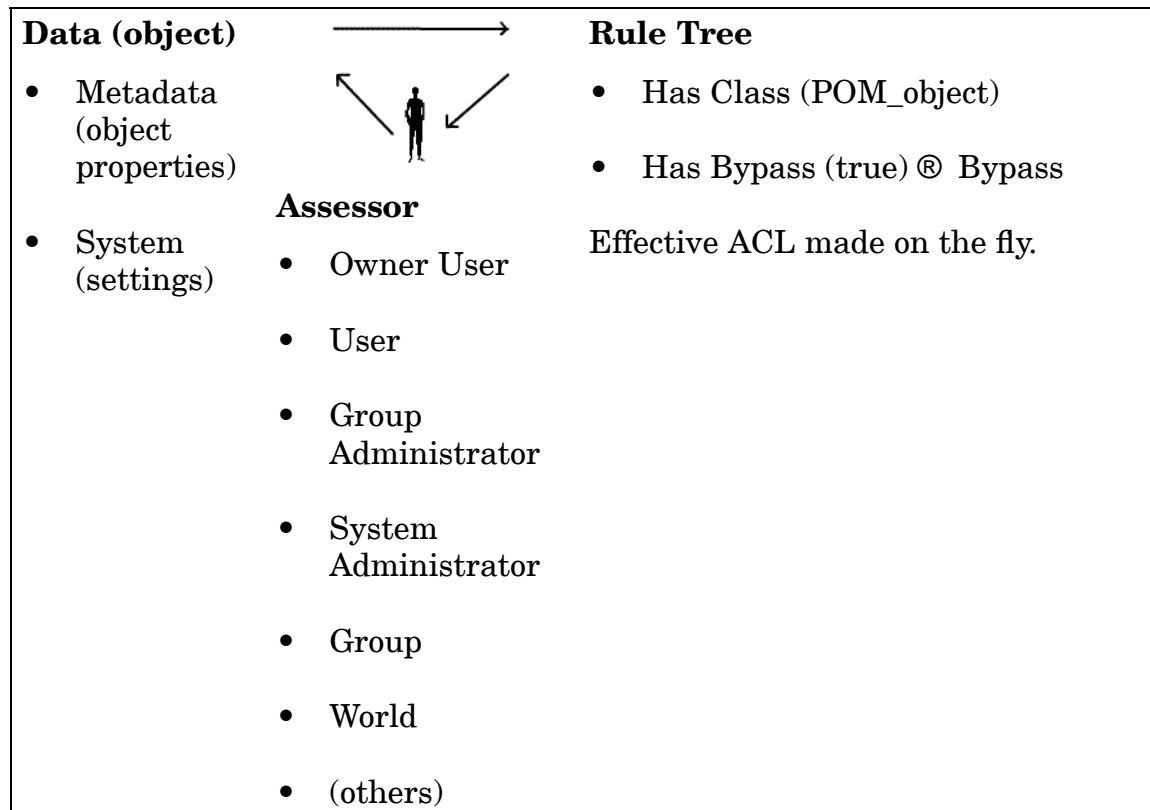 Data (object)
• Metadata
(object
properties)
• System
(settings)
Assessor
• Owner User
• User
• Group
Administrator
• System
Administrator
• Group
• World
• (others)
Rule Tree
• Has Class (POM_object)
• Has Bypass (true) ® Bypass
Effective ACL made on the fly.